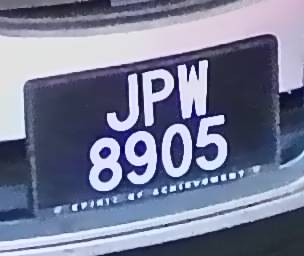 JPW
8905
SPIRIT OF ACHIEVEMENT